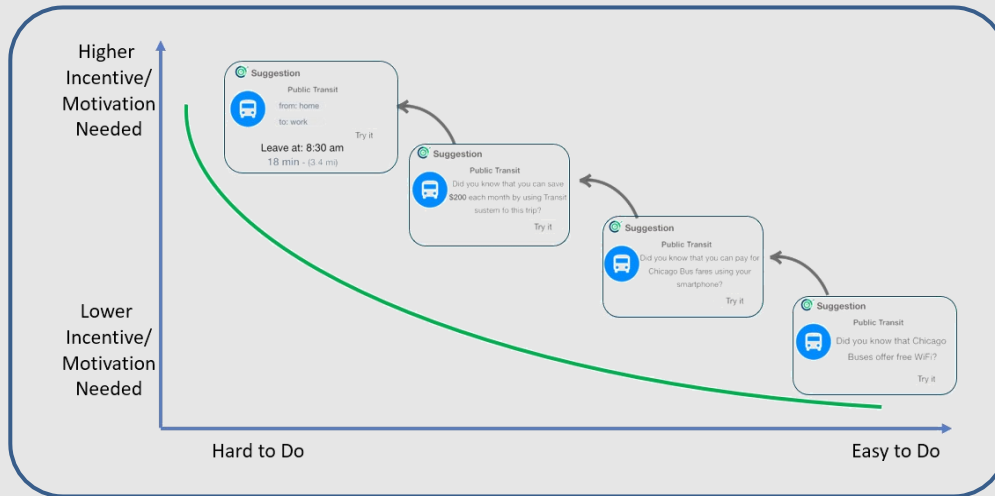 Higher
Incentive/
Motivation
Needed
Suggestion
Public Transit
from: home
to: work
Try it
Leave at: 8:30 am
18 min - (3.4 mi)
Suggestion
Public Transit
Did you know that you can save
$200 each month by using Transit
sustem fo this trip?
Try it
Suggestion
Public Transit
Did you know that you can pay for
Chicago Bus fares using your
smartphone?
Try it
Suggestion
Public Transit
Did you know that Chicago
Buses offer free WiFi?
Try it
Lower
Incentive/
Motivation
Needed
Hard to Do
Easy to Do